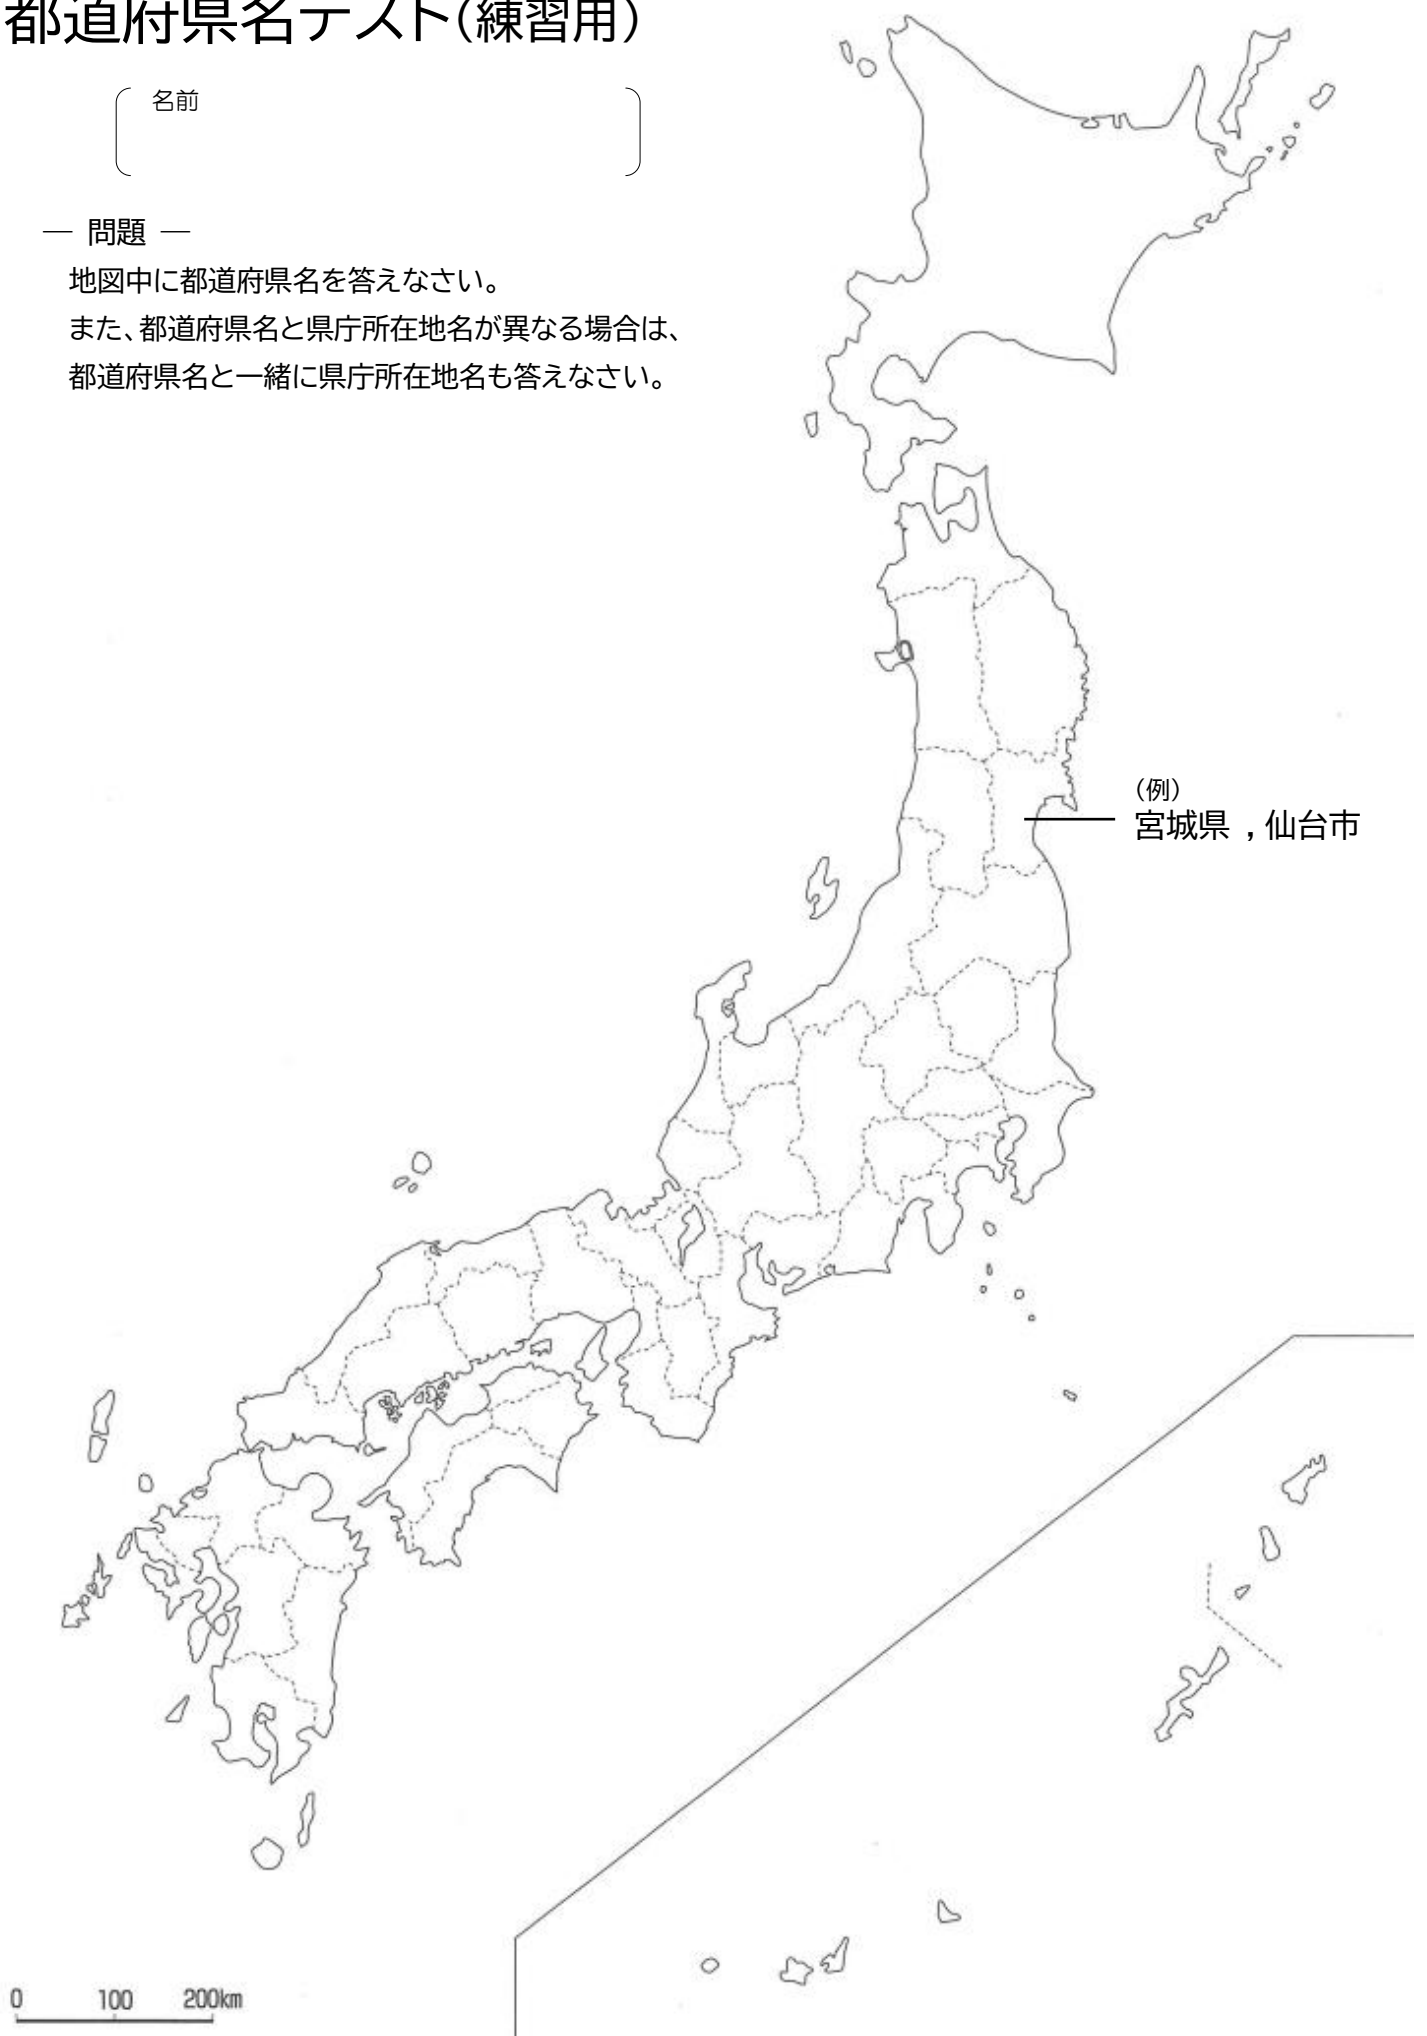 都道府県名テスト(練習用)
名前
― 問題 ―
地図中に都道府県名を答えなさい。
また、都道府県名と県庁所在地名が異なる場合は、
都道府県名と一緒に県庁所在地名も答えなさい。
(例)
宮城県 , 仙台市
0 100 200km